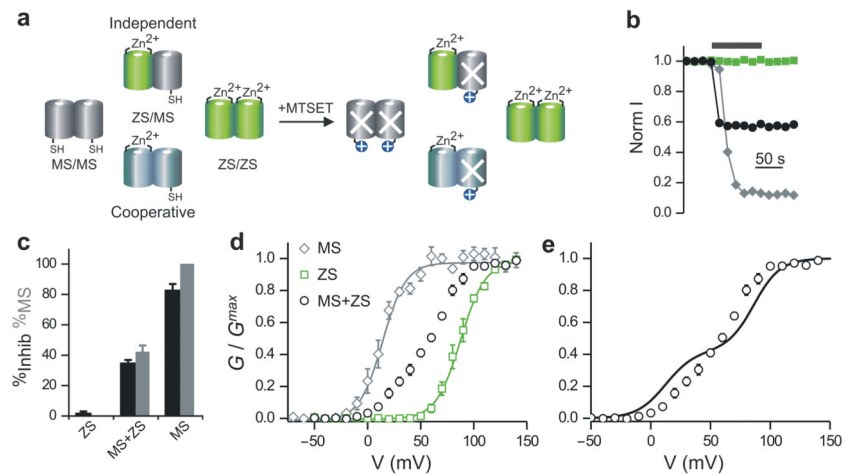 a
Independent
Zn2+
SH
ZS/MS
SH SH
MS/MS
Zn2+
SH
Cooperative
Zn2+ Zn2+
ZS/ZS
+MTSET
+ +
Zn2+
+
Zn2+
+
Zn2+ Zn2+
b
Norm I
1.0
0.8
0.6
0.4
0.2
0.0
50 s
c
%Inhib %MS
100
80
60
40
20
0
ZS
MS+ZS
MS
d
G / Gmax
1.0
0.8
0.6
0.4
0.2
0.0
MS
ZS
MS+ZS
−50 0 50 100 150
V (mV)
e
1.0
0.8
0.6
0.4
0.2
0.0
−50 0 50 100 150
V (mV)